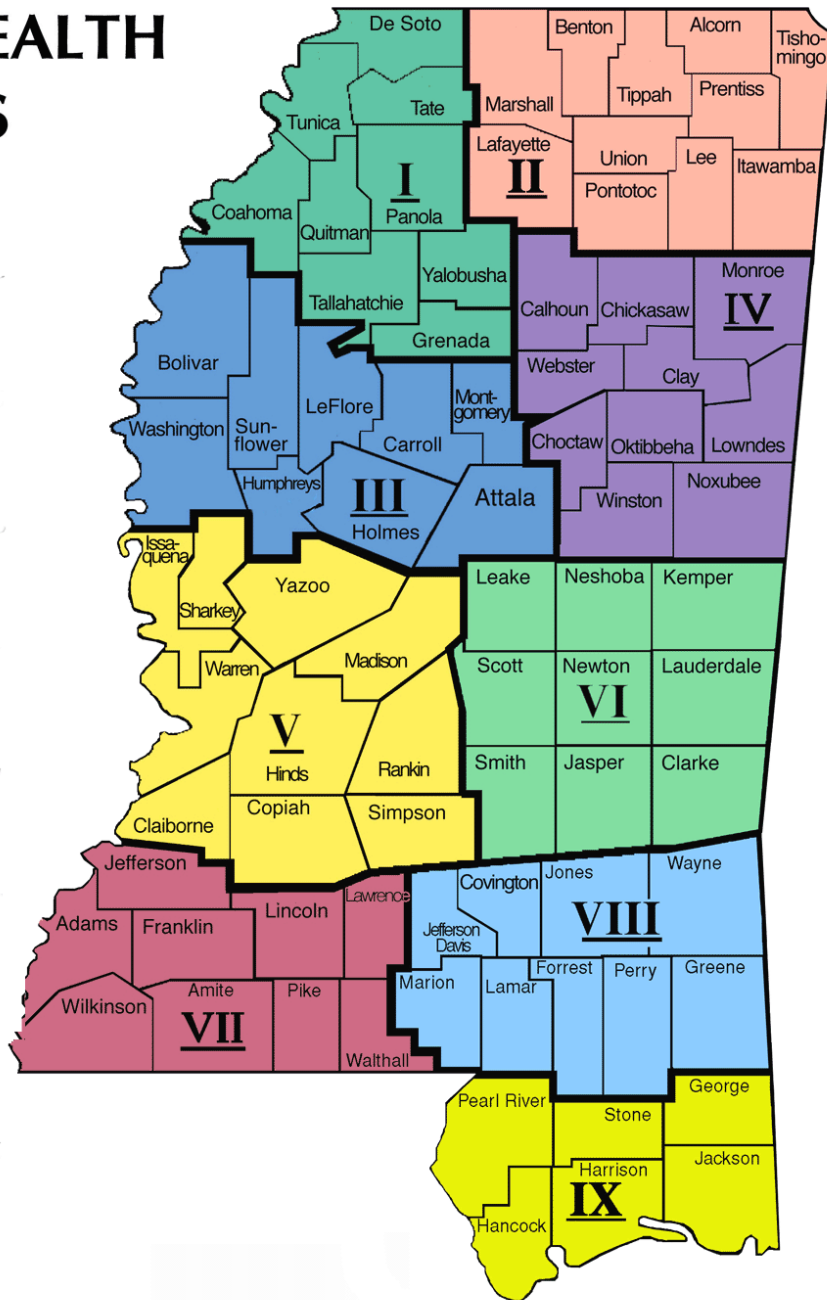 EALTH
S
De Soto
Benton
Alcorn
Tisho-
mingo
Marshall
Tippah
Prentiss
Tate
Tunica
Lafayette
II
Union
Lee
Itawamba
Pontotoc
I
Panola
Coahoma
Quitman
Yalobusha
Tallahatchie
Grenada
Monroe
Calhoun
Chickasaw
IV
Webster
Clay
Choctaw
Oktibbeha
Lowndes
Winston
Noxubee
Bolivar
LeFlore
Mont-
gomery
Washington
Sun-
flower
Carroll
Humphreys
III
Holmes
Attala
Issa-
quena
Sharkey
Yazoo
Warren
Madison
V
Hinds
Rankin
Claiborne
Copiah
Simpson
Leake
Neshoba
Kemper
Scott
Newton
Lauderdale
VI
Smith
Jasper
Clarke
Jefferson
Adams
Franklin
Lincoln
Lawrence
Wilkinson
Amite
Pike
VII
Walthall
Covington
Jones
Wayne
Jefferson
Davis
VIII
Marion
Lamar
Forrest
Perry
Greene
Pearl River
Stone
George
Harrison
Jackson
IX
Hancock